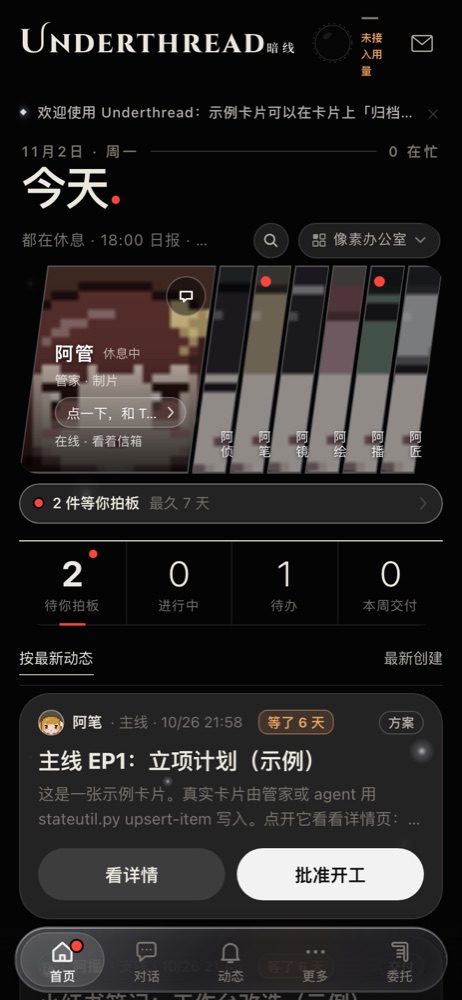 UNDERTHREAD暗线
未接入用量
欢迎使用 Underthread：示例卡片可以在卡片上「归档...
11月2日 · 周一
0 在忙
今天.
都在休息 · 18:00 日报 · ...
像素办公室
阿管 休息中
管家 · 制片
点一下，和 T...
在线 · 看着信箱
阿侦
阿笔
阿镜
阿绘
阿播
阿匠
2 件等你拍板 最久 7 天
2
待你拍板
0
进行中
1
待办
0
本周交付
按最新动态
最新创建
阿笔 · 主线 · 10/26 21:58
等了 6 天
方案
主线 EP1：立项计划（示例）
这是一张示例卡片。真实卡片由管家或 agent 用
stateutil.py upsert-item 写入。点开它看看详情页：...
看详情
批准开工
首页
对话
动态
更多
委托